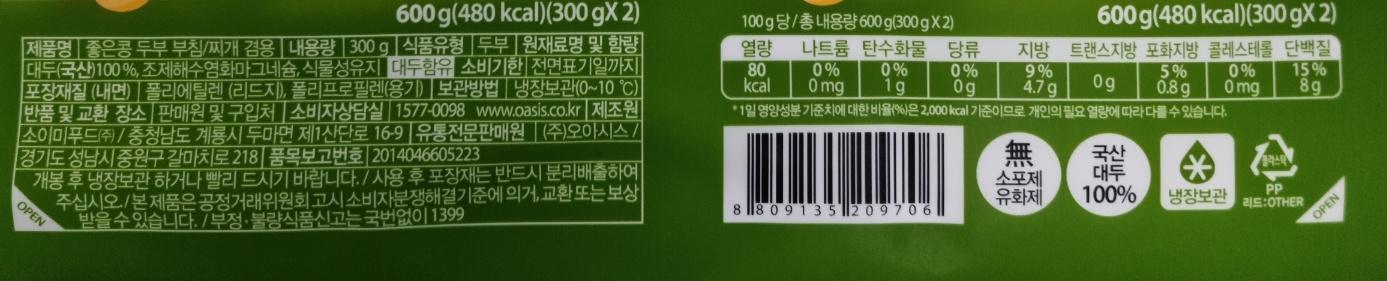 600 g(480 kcal)(300 gX 2)
제품명 | 좋은콩 두부 부침/찌개 겸용 | 내용량 | 300 g | 식품유형 | 두부 | 원재료명 및 함량
대두(국산)100 %, 조제해수염화마그네슘, 식물성유지 | 대두함유 소비기한 | 전면표기일까지
포장재질 (내면) | 폴리에틸렌 (리드지), 폴리프로필렌(용기) | 보관방법 | 냉장보관(0~10 ℃)
반품 및 교환 장소 | 판매원 및 구입처 | 소비자상담실 | 1577-0098 www.oasis.co.kr | 제조원
소이미푸드㈜ / 충청남도 계룡시 두마면 제1산단로 16-9 | 유통전문판매원 | (주)오아시스 /
경기도 성남시 중원구 갈마치로 218 | 품목보고번호 | 2014046605223
개봉 후 냉장보관 하거나 빨리 드시기 바랍니다. / 사용 후 포장재는 반드시 분리배출하여
주십시오. / 본 제품은 공정거래위원회 고시 소비자분쟁해결기준에 의거, 교환 또는 보상
받을 수 있습니다. / 부정·불량식품신고는 국번없이 1399
OPEN
100 g 당 / 총 내용량 600 g(300 g X 2)
600 g(480 kcal)(300 gX 2)
열량 나트륨 탄수화물 당류 지방 트랜스지방 포화지방 콜레스테롤 단백질
80 kcal 0 % 0 mg 0 % 1 g 0 % 0 g 9 % 4.7 g 0 g 5 % 0.8 g 0 % 0 mg 15 % 8 g
* 1일 영양성분 기준치에 대한 비율(%)은 2,000 kcal 기준이므로 개인의 필요 열량에 따라 다를 수 있습니다.
8 809135 209706
無
소포제
유화제
국산
대두
100%
냉장보관
플라스틱
PP
리드:OTHER
OPEN